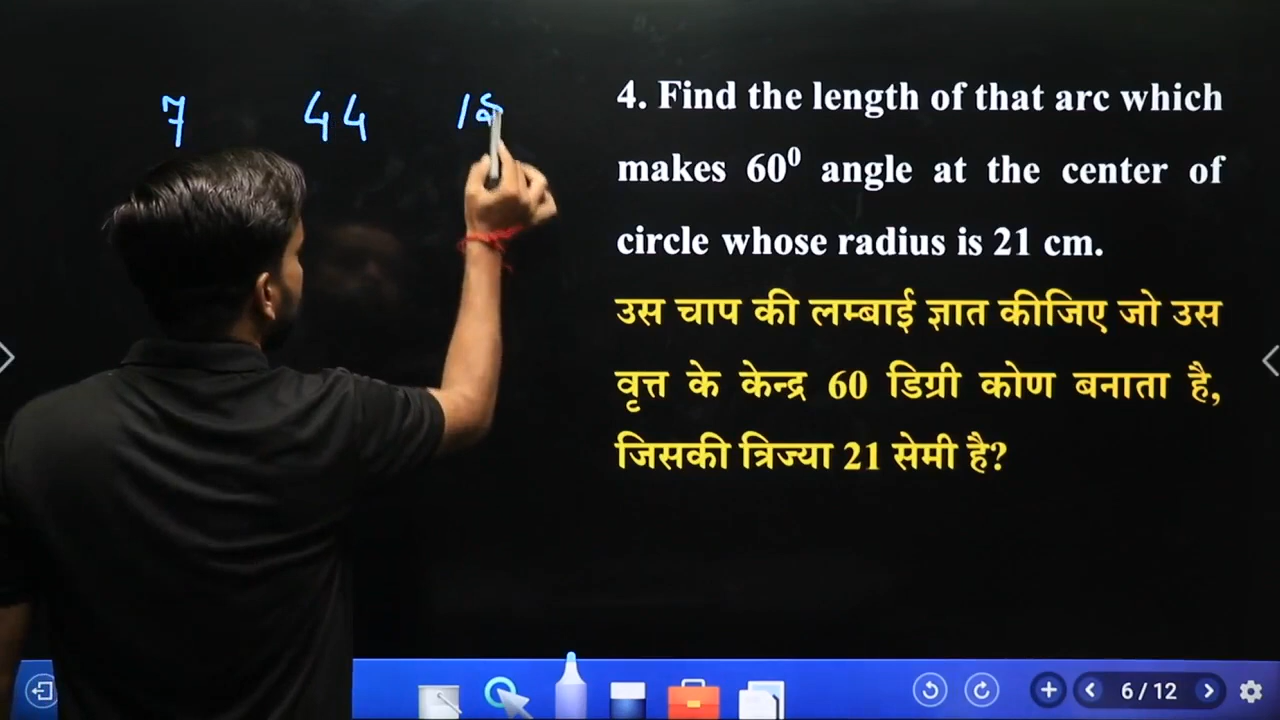 7 44
4. Find the length of that arc which
makes 60⁰ angle at the center of
circle whose radius is 21 cm.
उस चाप की लम्बाई ज्ञात कीजिए जो उस
वृत्त के केन्द्र 60 डिग्री कोण बनाता है,
जिसकी त्रिज्या 21 सेमी है?
6 / 12